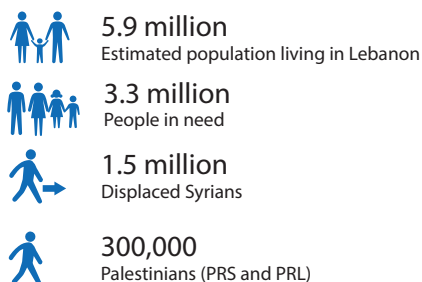 5.9 million
Estimated population living in Lebanon
3.3 million
People in need
1.5 million
Displaced Syrians
300,000
Palestinians (PRS and PRL)